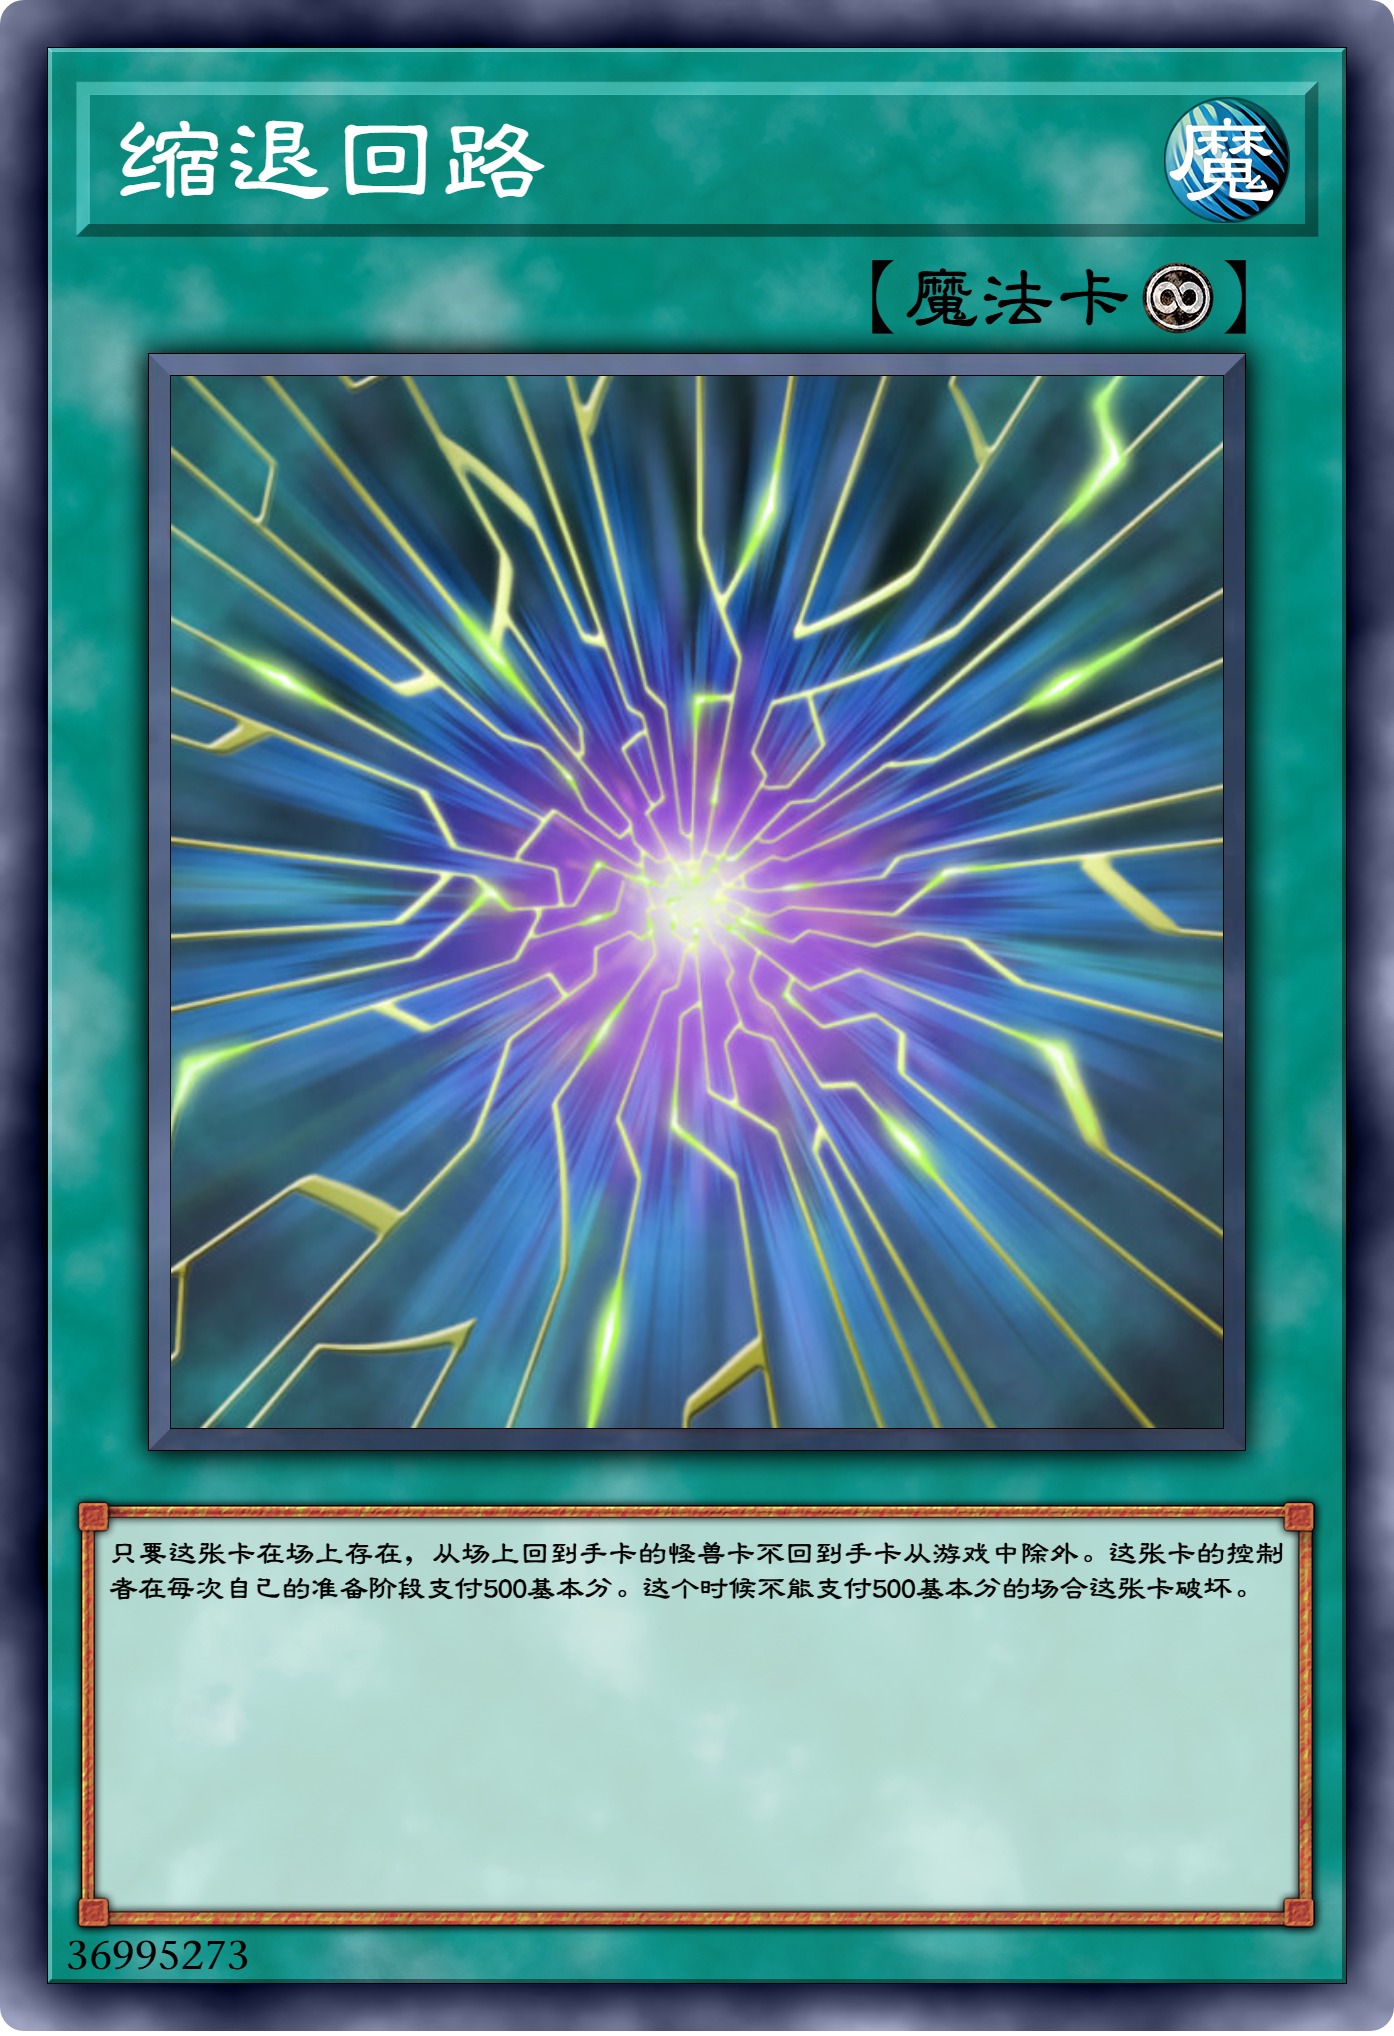 缩退回路
魔
【魔法卡】
只要这张卡在场上存在，从场上回到手卡的怪兽卡不回到手卡从游戏中除外。这张卡的控制
者在每次自己的准备阶段支付500基本分。这个时候不能支付500基本分的场合这张卡破坏。
36995273